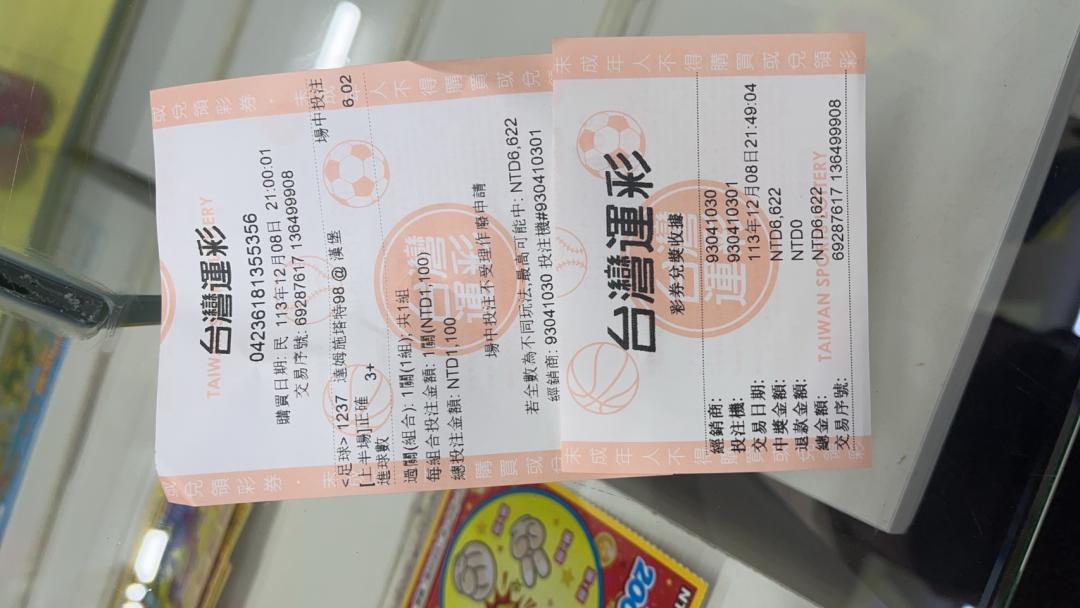 台灣運彩
0423618135​5356
購買日期: 民 113年12月08日 21:00:01
交易序號: 69287617 136499908
場中投注
<足球> 1237 達姆施塔特98 @ 漢堡
[上半場]正確 3+ 6.02
進球數
過關(組合): 1關(1組), 共1組
每組合投注金額: 1關(NTD1,100)
總投注金額: NTD1,100
場中投注不受理作廢申請
若全數為不同玩法,最高可能中: NTD6,622
經銷商: 93041030 投注機#930410301
台灣運彩
彩券兌獎收據
經銷商: 93041030
投注機: 930410301
交易日期: 113年12月08日21:49:04
中獎金額: NTD6,622
退款金額: NTD0
總金額: NTD6,622
交易序號: 69287617 136499908
TAIWAN SPORTS LOTTERY
台灣運彩
未成年人不得購買或免領彩券
200